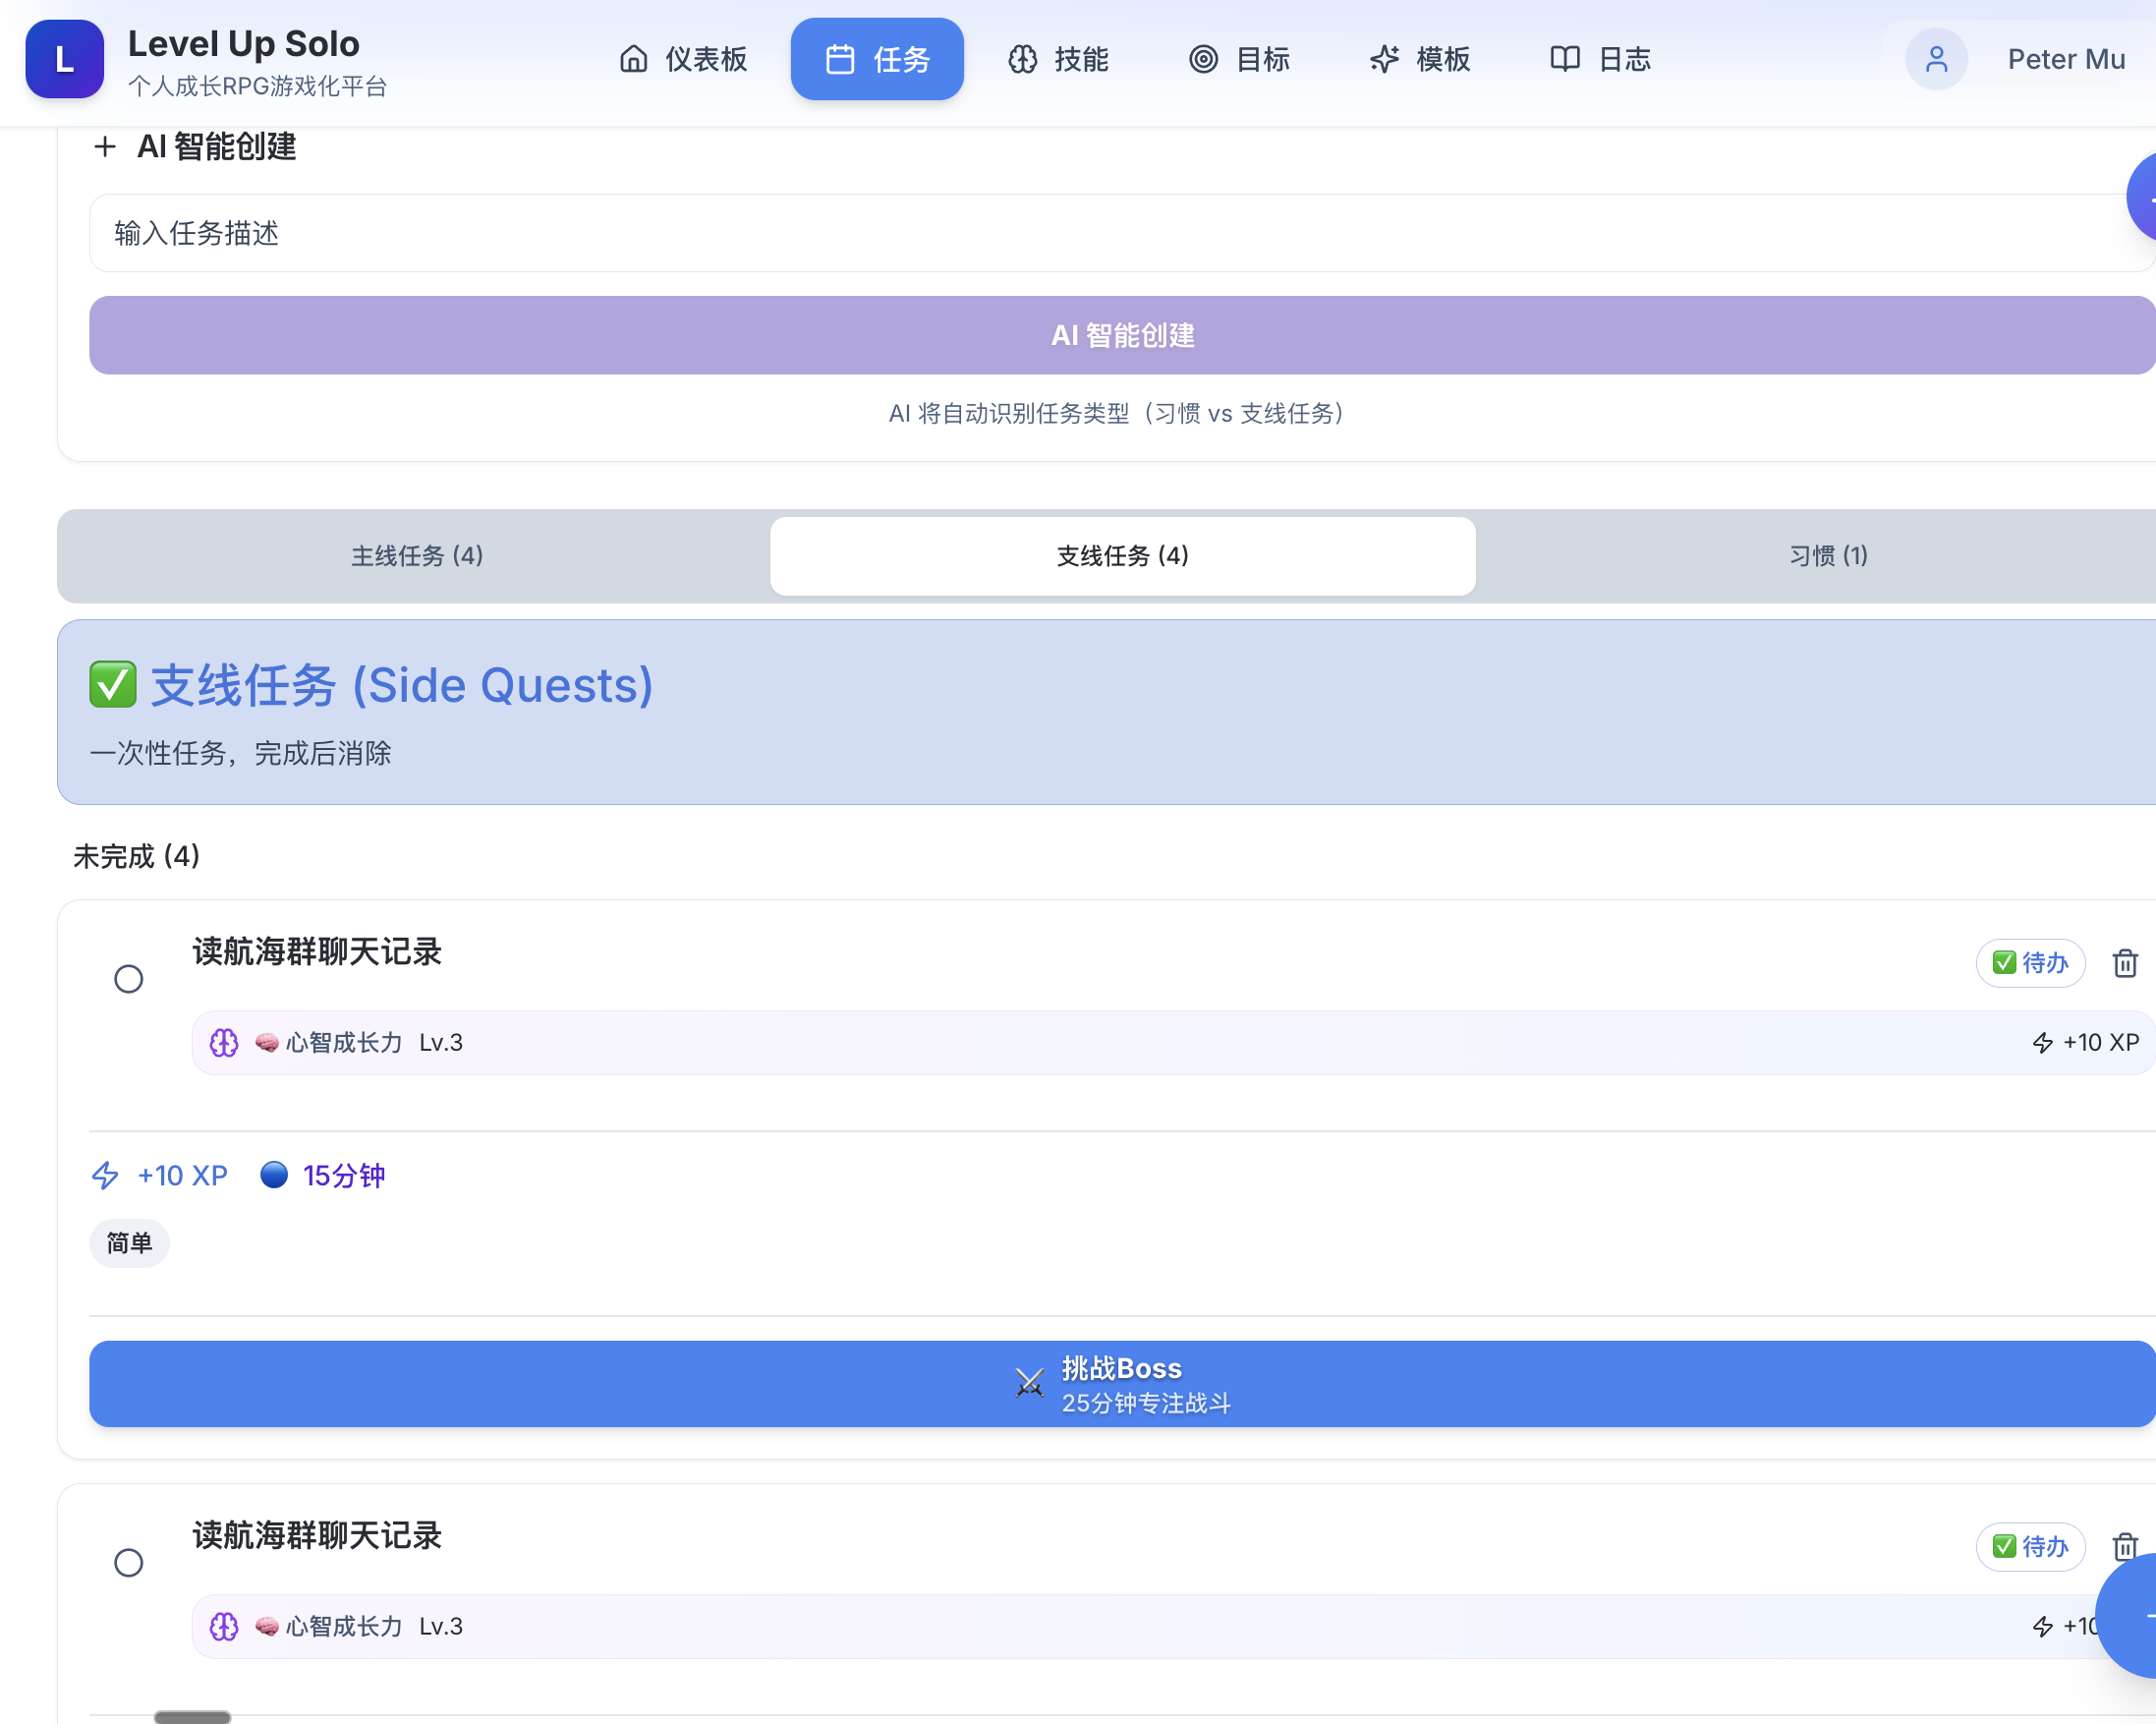 L
Level Up Solo
个人成长RPG游戏化平台
仪表板
任务
技能
目标
模板
日志
Peter Mu
AI 智能创建
输入任务描述
AI 智能创建
AI 将自动识别任务类型（习惯 vs 支线任务）
主线任务 (4)
支线任务 (4)
习惯 (1)
支线任务 (Side Quests)
一次性任务，完成后消除
未完成 (4)
读航海群聊天记录
待办
心智成长力 Lv.3
+10 XP
+10 XP
15分钟
简单
挑战Boss
25分钟专注战斗
读航海群聊天记录
待办
心智成长力 Lv.3
+10